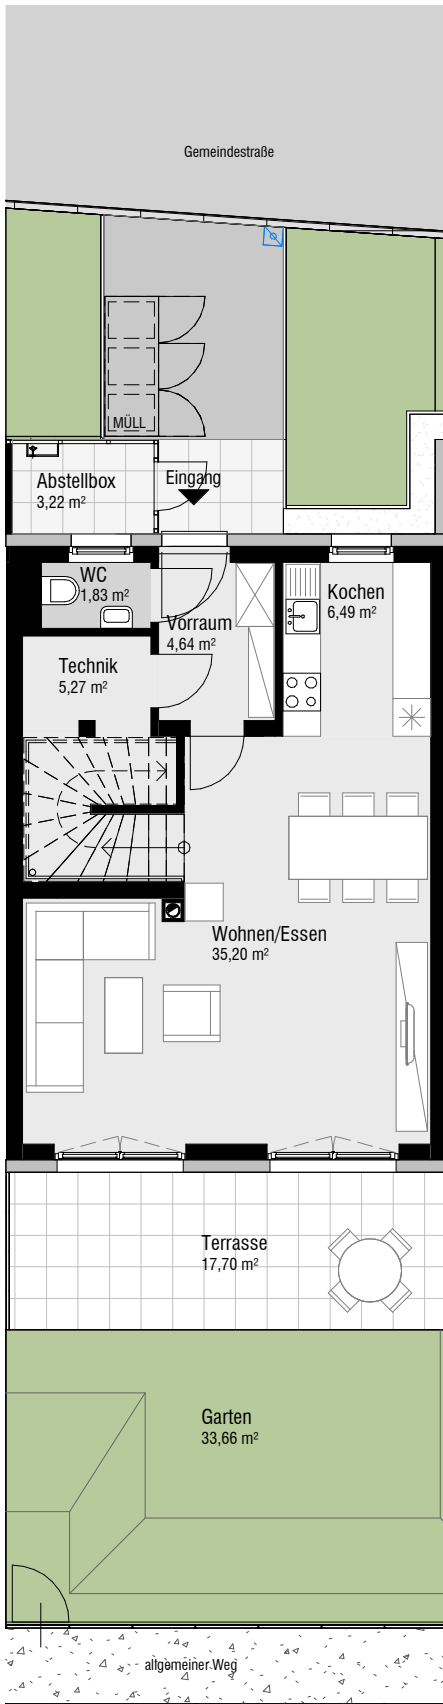 Gemeindestraße
MÜLL
Abstellbox
3,22 m²
Eingang
WC
1,83 m²
Kochen
6,49 m²
Vorraum
4,64 m²
Technik
5,27 m²
Wohnen/Essen
35,20 m²
Terrasse
17,70 m²
Garten
33,66 m²
allgemeiner Weg